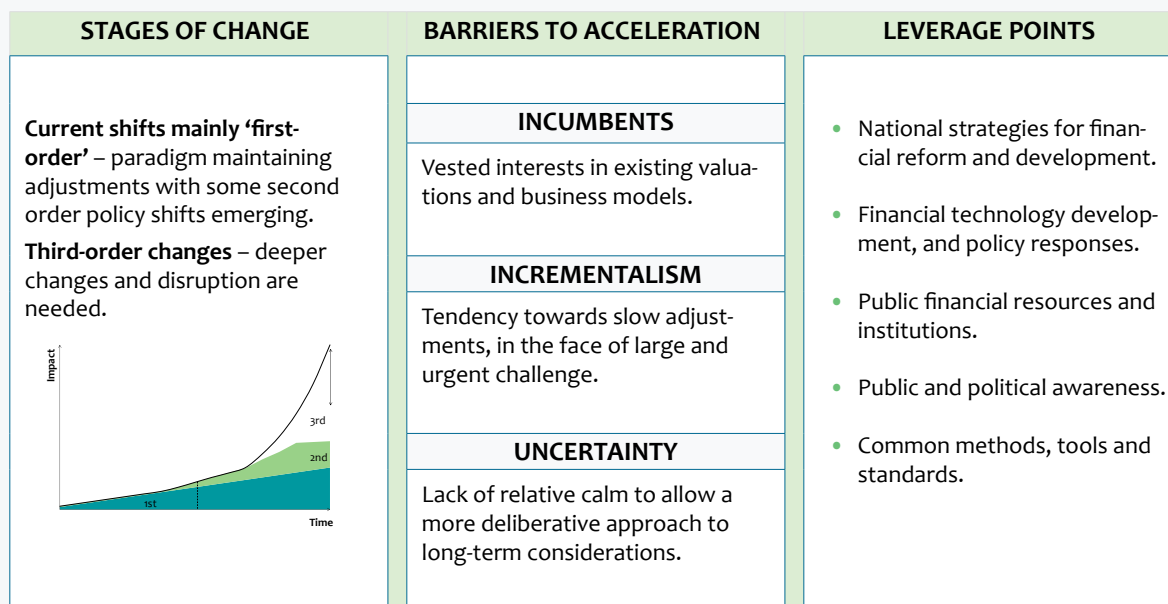 STAGES OF CHANGE
Current shifts mainly ‘first-
order’ – paradigm maintaining
adjustments with some second
order policy shifts emerging.
Third-order changes – deeper
changes and disruption are
needed.
Impact
3rd
2nd
1st
Time
BARRIERS TO ACCELERATION
INCUMBENTS
Vested interests in existing valua-
tions and business models.
INCREMENTALISM
Tendency towards slow adjust-
ments, in the face of large and
urgent challenge.
UNCERTAINTY
Lack of relative calm to allow a
more deliberative approach to
long-term considerations.
LEVERAGE POINTS
• National strategies for finan-
cial reform and development.
• Financial technology develop-
ment, and policy responses.
• Public financial resources and
institutions.
• Public and political awareness.
• Common methods, tools and
standards.